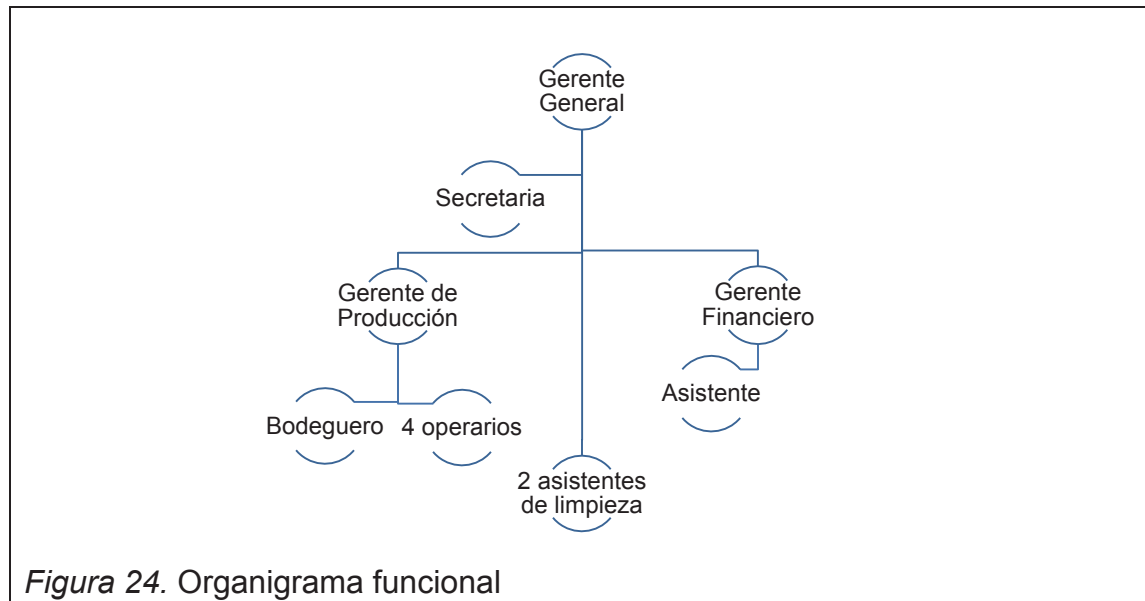 Gerente
General
Secretaria
Gerente de
Producción
Gerente
Financiero
Asistente
Bodeguero
4 operarios
2 asistentes
de limpieza
Figura 24. Organigrama funcional